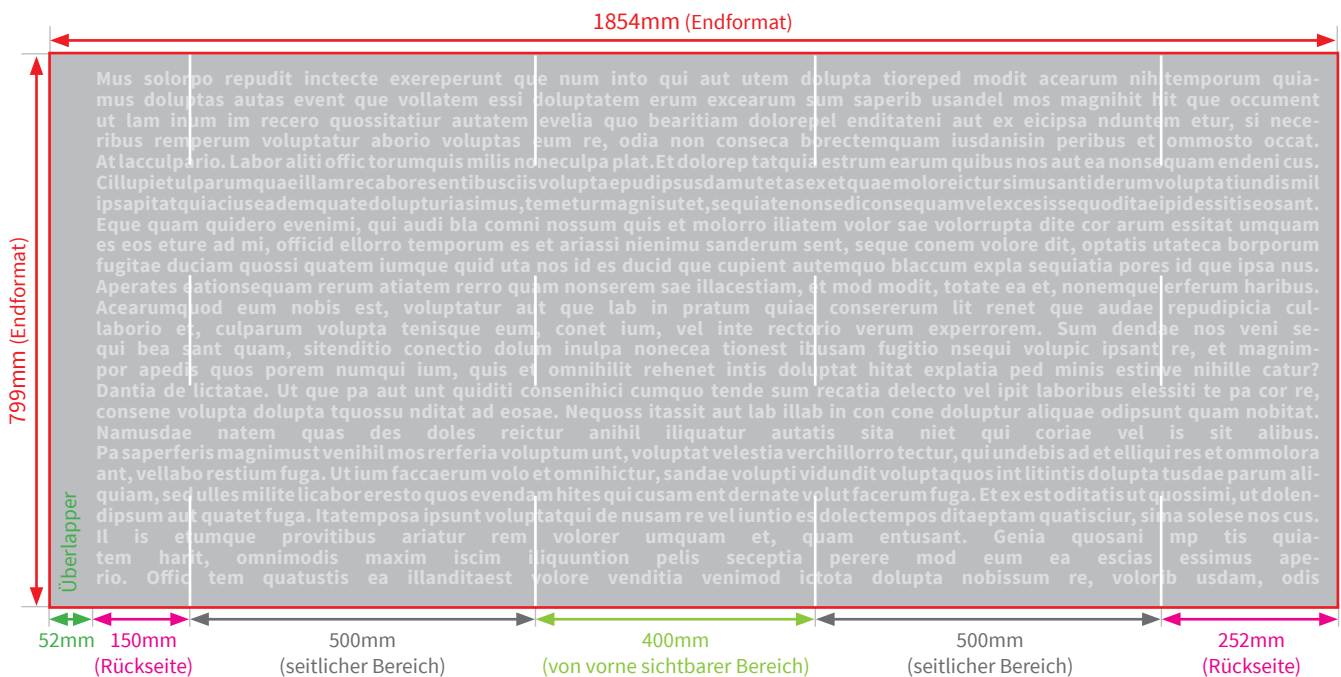 1854mm (Endformat)
799mm (Endformat)
Mus solorpo repudit inctecte exereperunt que num into qui aut utem dolupta tioreped modit acearum nih temporum quia-
mus doluptas autas event que vollatem essi doluptatem erum excearum sum saperib usandel mos magnihit hit que occument
ut lam inum im recero quossitatiur autatem evelia quo bearitiam dolorepel enditateni aut ex eicipsa nduntem etur, si nece-
ribus remperum voluptatur aborio voluptas eum re, odia non conseca borectemquam iusdanisin peribus et ommosto occat.
At lacculpario. Labor aliti offic torumquis milis no neculpa plat. Et dolorep tatquia estrum earum quibus nos aut ea nonsequam endeni cus.
Cillupietulparumquaeillamrecaboresentibusciisvoluptaepudipsusdamutetasexetquaemoloreictursimusantiderumvoluptatiundismil
ipsapitatquiaciuseademquatedolupturiasimus,temeturmagnisutet,sequiatenonsediconsequamvelexcesissequoditaeipidessitiseosant.
Eque quam quidero evenimi, qui audi bla comni nossum quis et morro iliatem volor sae volorrupta dite cor arum essitat umquam
es eos eture ad mi, officid ellorro temporum es et ariassi nienimu sanderum sent, seque conem volore dit, optatis utateca borporum
fugitae duciam quossi quatem iumque quid uta nos id es ducid que cupient autemquo blaccum expla sequiatia pores id que ipsa nus.
Aperates eationsequam rerum atiatem rerro quam nonserem sae illecestiam, et mod modit, totate ea et, nonemque erferum haribus.
Acearumquod eum nobis est, voluptatur aut que lab in pratum quiae consererum lit renet que audae repudipicia cul-
laborio et, culparum volupta tenisque eum, conet ium, vel inte rectorio venim experrorem. Sum dendae nos veni se-
qui bea sant quam, sitenditio conectio dolum inulpa nonecea tionest ibusam fugitio nsequi volupic ipsant re, et magnim-
por apedis quos porem numqui ium, quis et omnihilit rehenet intis doluptat hitat explatia ped minis estinve nihille catur?
Dantia de lictatae. Ut que pa aut unt quiditi consenihici cumquo inde sum recatia delecto vel ipit laboribus elessiti te pa cor re,
consene volupta dolupta tquossu nditet ad eosae. Nequoss itassit aut lab illab in cor cone doluptur aliquae odipsunt quam nobitat.
Namusdae natem quas des doles reictur anihil iliquatur autatis sita niet qui coriae vel is sit alibus.
Pa saperferis magnimust venihil mos rerferia voluptum unt, voluptat velestia verchillorro tectur, qui undebis ad et elliqui res et ommolora
ant, vellabo restium fuga. Ut ium faccaerum volo et omnihictur, sandae volupti vidundit voluptaquos int litintis dolupta tusdae parum ali-
quiam, sed ulles milite licabor eresto quos evendam hites qui cusam ent derrorte volut facerum fuga. Et ex est oditatis ut quossini, ut dolen-
dipsum aut quatet fuga. Itatemposa ipsunt voluptatqui de nusam re vel iunto es dolectempos ditaeptam quatisciur, sima solese nos cus.
Il is etumque provitibus ariatur rem volorer umquam et, quam entusant. Genia quosani imp tis quia-
tem harit, omnimodis maxim iscim iliquuntion pelis seceptia perere mod eum ea escias essimus ape-
rio. Offic tem quatustis ea illanditaesti volore venditis venimus ictota dolupta nobissum re, volorib usdam, odis
Überlapper
52mm 150mm 500mm 400mm 500mm 252mm
(Rückseite) (seitlicher Bereich) (von vorne sichtbarer Bereich) (seitlicher Bereich) (Rückseite)